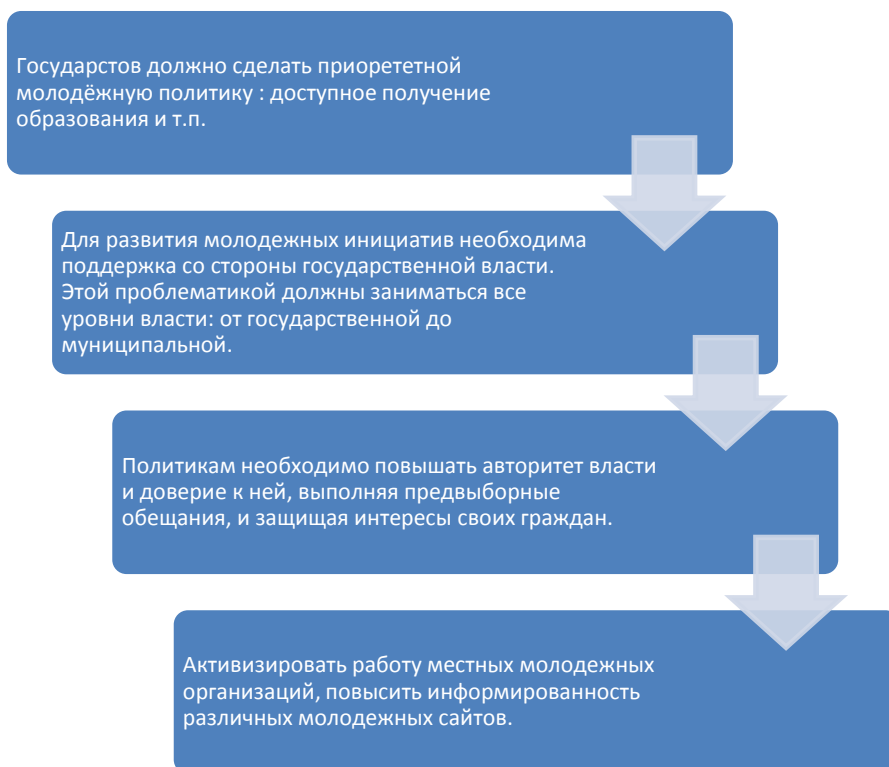 Государстов должно сделать приорететной
молодёжную политику : доступное получение
образования и т.п.
Для развития молодежных инициатив необходима
поддержка со стороны государственной власти.
Этой проблематикой должны заниматься все
уровни власти: от государственной до
муниципальной.
Политикам необходимо повышать авторитет власти
и доверие к ней, выполняя предвыборные
обещания, и защищая интересы своих граждан.
Активизировать работу местных молодежных
организаций, повысить информированность
различных молодежных сайтов.